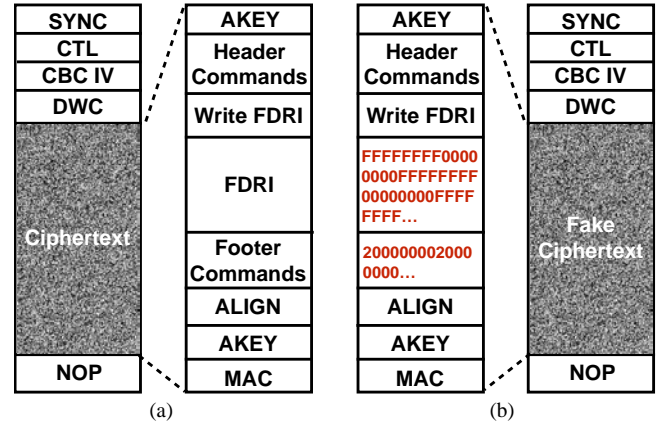 SYNC
CTL
CBC IV
DWC
Ciphertext
NOP
AKEY
Header
Commands
Write FDRI
FDRI
Footer
Commands
ALIGN
AKEY
MAC
(a)
AKEY
Header
Commands
Write FDRI
FFFFFFFF0000
0000FFFFFFFF
00000000FFFF
FFFF…
200000002000
0000…
ALIGN
AKEY
MAC
SYNC
CTL
CBC IV
DWC
Fake
Ciphertext
NOP
(b)